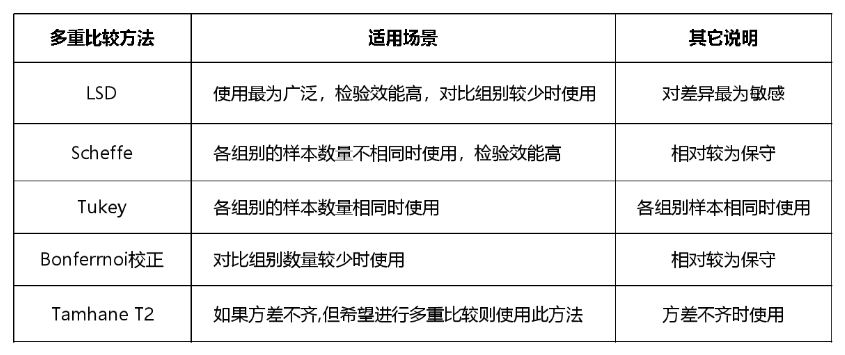 多重比较方法 适用场景 其它说明
LSD 使用最为广泛，检验效能高，对比组别较少时使用 对差异最为敏感
Scheffe 各组别的样本数量不相同时使用，检验效能高 相对较为保守
Tukey 各组别的样本数量相同时使用 各组别样本相同时使用
Bonferrnoi校正 对比组别数量较少时使用 相对较为保守
Tamhane T2 如果方差不齐,但希望进行多重比较则使用此方法 方差不齐时使用